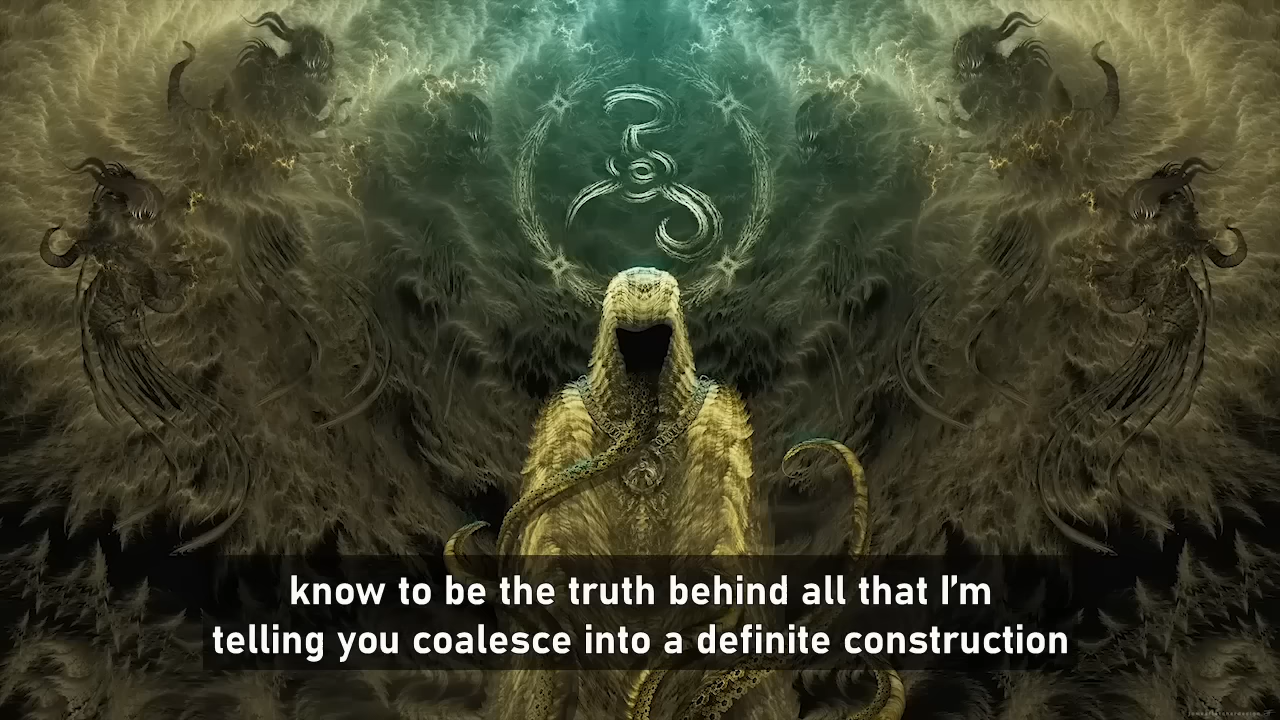 know to be the truth behind all that I’m
telling you coalesce into a definite construction